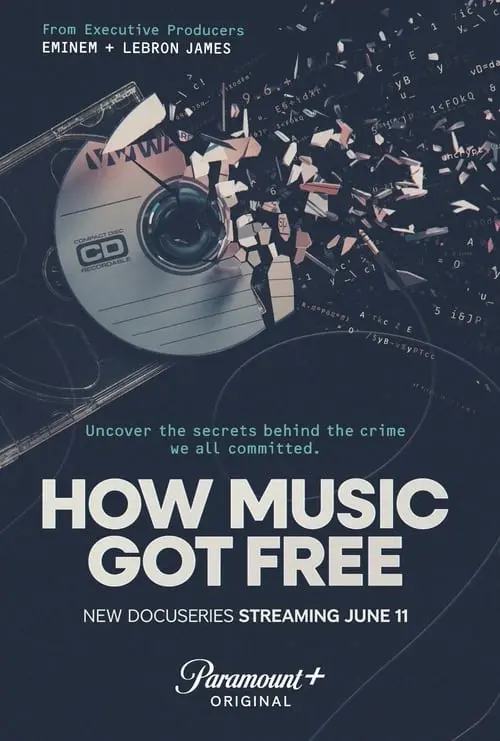 From Executive Producers
EMINEM + LEBRON JAMES
COMPACT DISC
CD
RECORDABLE
Uncover the secrets behind the crime
we all committed.
HOW MUSIC
GOT FREE
NEW DOCUSERIES STREAMING JUNE 11
Paramount+
ORIGINAL